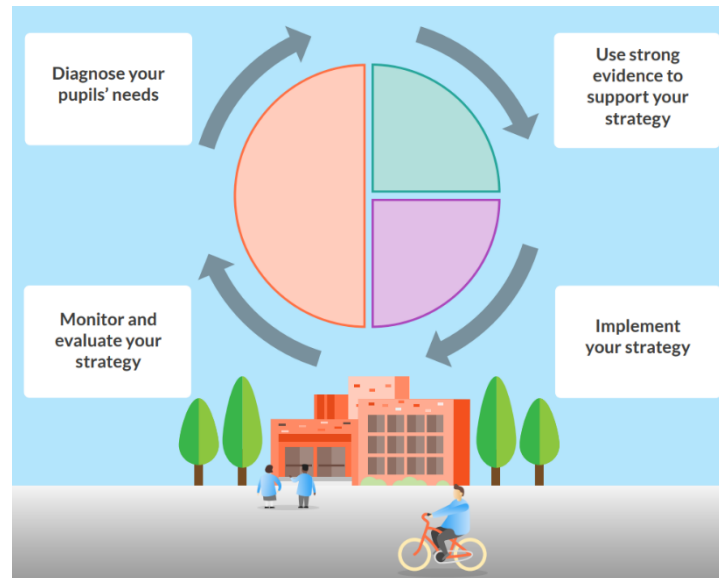 Diagnose your
pupils' needs
Use strong
evidence to
support your
strategy
Implement
your strategy
Monitor and
evaluate your
strategy